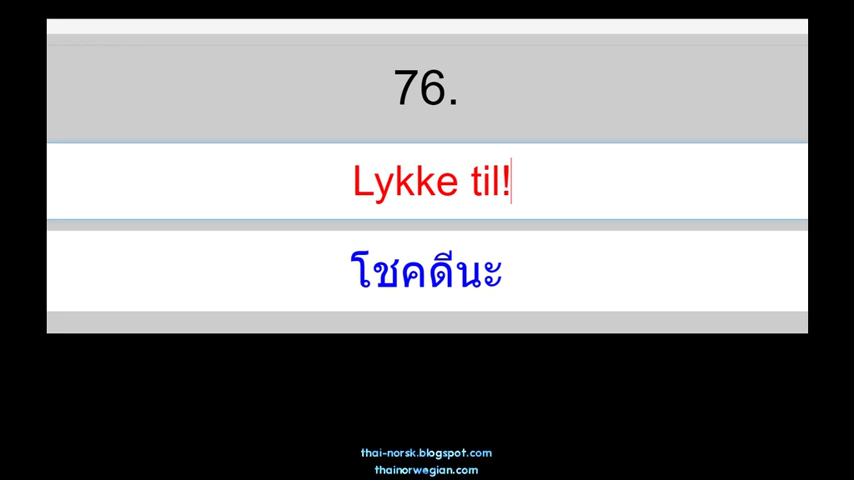 76.
Lykke til!
โชคดีนะ
thai-norsk.blogspot.com
thainorwegian.com